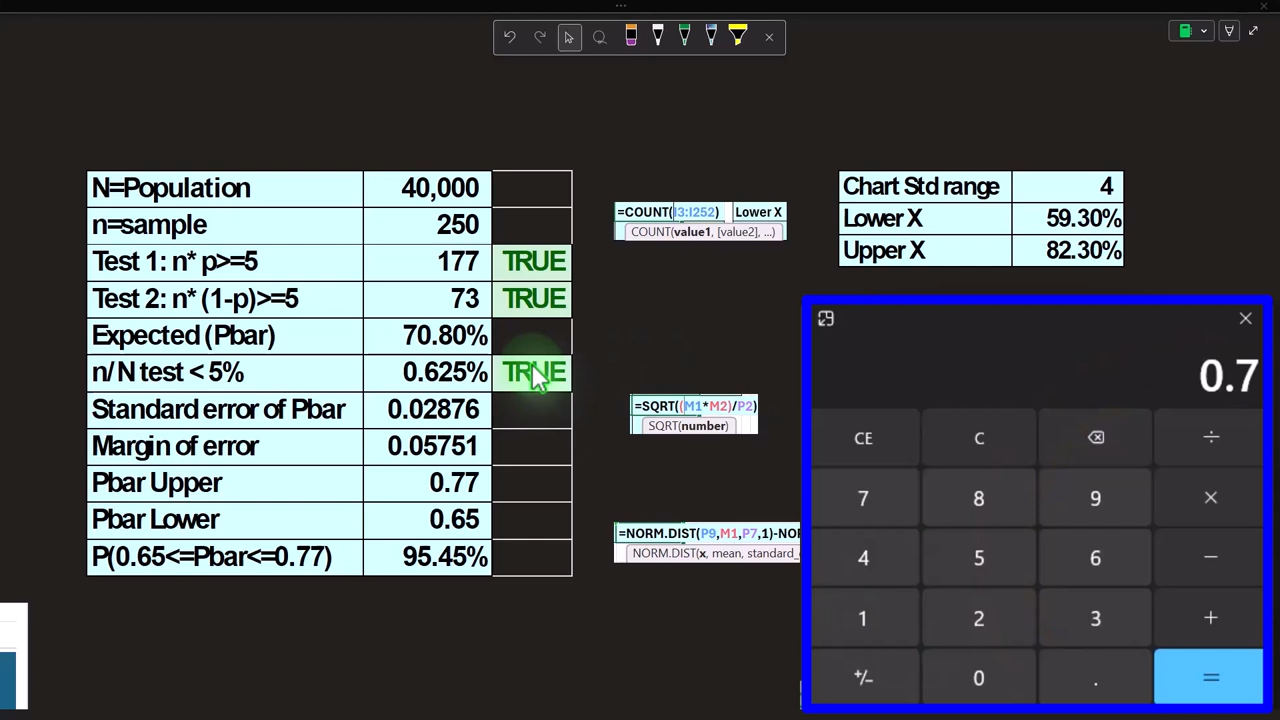 N=Population 40,000
n=sample 250
Test 1: n* p>=5 177 TRUE
Test 2: n* (1-p)>=5 73 TRUE
Expected (Pbar) 70.80%
n/N test < 5% 0.625% TRUE
Standard error of Pbar 0.02876
Margin of error 0.05751
Pbar Upper 0.77
Pbar Lower 0.65
P(0.65<=Pbar<=0.77) 95.45%
=COUNT(I3:I252) Lower X
COUNT(value1, [value2], ...)
=SQRT((M1*M2)/P2)
SQRT(number)
=NORM.DIST(P9,M1,P7,1)-NO
NORM.DIST(x, mean, standard_
Chart Std range 4
Lower X 59.30%
Upper X 82.30%
0.7
CE C ÷
7 8 9 ×
4 5 6 −
1 2 3 +
+/− 0 . =